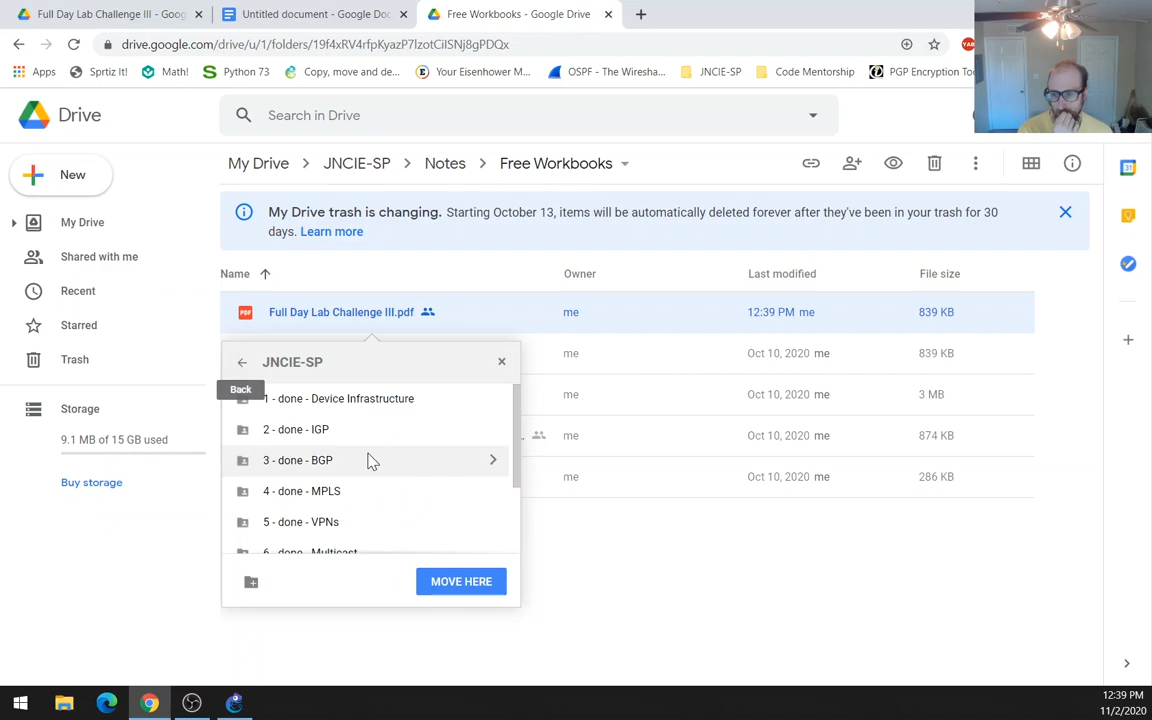 Full Day Lab Challenge III - Goog
Untitled document - Google Doc
Free Workbooks - Google Drive
drive.google.com/drive/u/1/folders/19f4xRV4rfpKyazP7lzotCiISNj8gPDQx
Apps
Sprtiz It!
Math!
Python 73
Copy, move and de...
Your Eisenhower M...
OSPF - The Wiresha...
JNCIE-SP
Code Mentorship
PGP Encryption Too
Drive
Search in Drive
New
My Drive
JNCIE-SP
Notes
Free Workbooks
My Drive
Shared with me
Recent
Starred
Trash
Storage
9.1 MB of 15 GB used
Buy storage
My Drive trash is changing. Starting October 13, items will be automatically deleted forever after they've been in your trash for 30
days. Learn more
Name
Owner
Last modified
File size
PDF
Full Day Lab Challenge III.pdf
me
12:39 PM me
839 KB
me
Oct 10, 2020 me
839 KB
me
Oct 10, 2020 me
3 MB
me
Oct 10, 2020 me
874 KB
me
Oct 10, 2020 me
286 KB
JNCIE-SP
Back
1 - done - Device Infrastructure
2 - done - IGP
3 - done - BGP
4 - done - MPLS
5 - done - VPNs
6 - done - Multicast
MOVE HERE
12:39 PM
11/2/2020